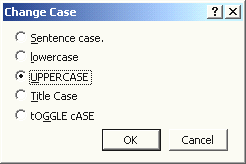 Change Case
Sentence case.
lowercase
UPPERCASE
Title Case
tOGGLE cASE
OK Cancel